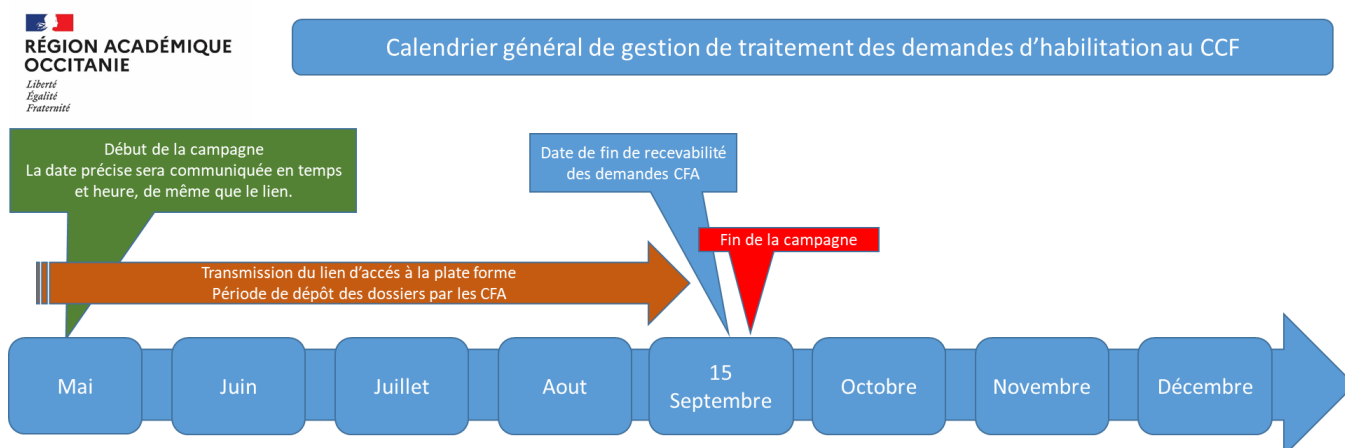 RÉGION ACADÉMIQUE
OCCITANIE
Liberté
Égalité
Fraternité
Calendrier général de gestion de traitement des demandes d'habilitation au CCF
Début de la campagne
La date précise sera communiquée en temps
et heure, de même que le lien.
Date de fin de recevabilité
des demandes CFA
Fin de la campagne
Transmission du lien d'accés à la plate forme
Période de dépôt des dossiers par les CFA
Mai
Juin
Juillet
Aout
15
Septembre
Octobre
Novembre
Décembre